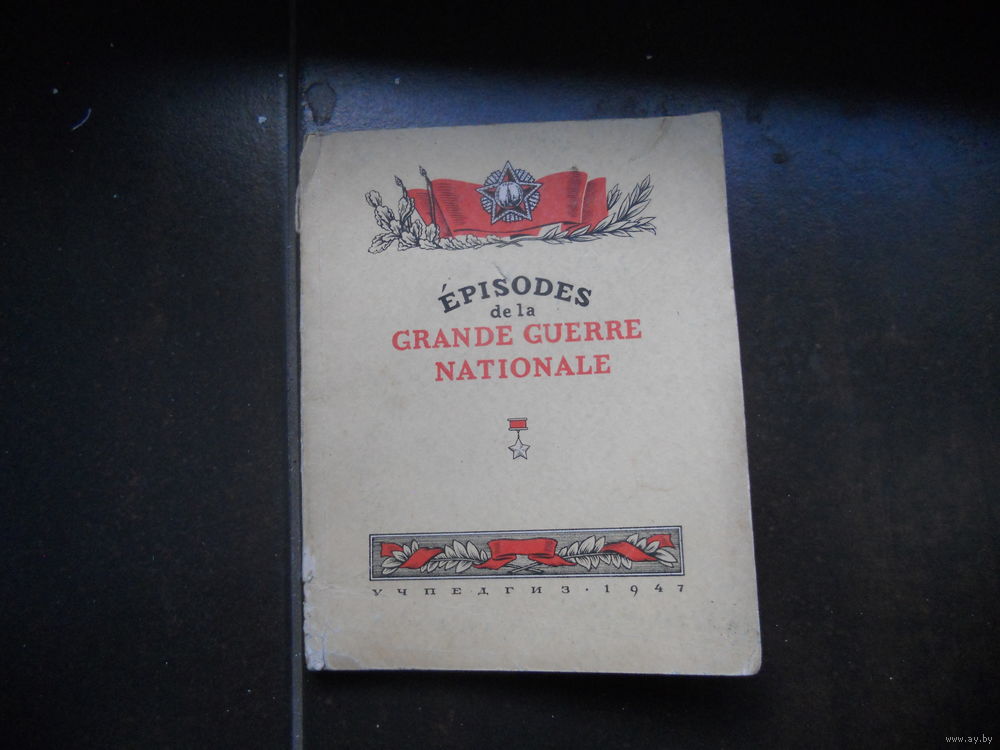 ÉPISODES
de la
GRANDE GUERRE
NATIONALE
УЧПЕДГИЗ · 1947
www.ay.by